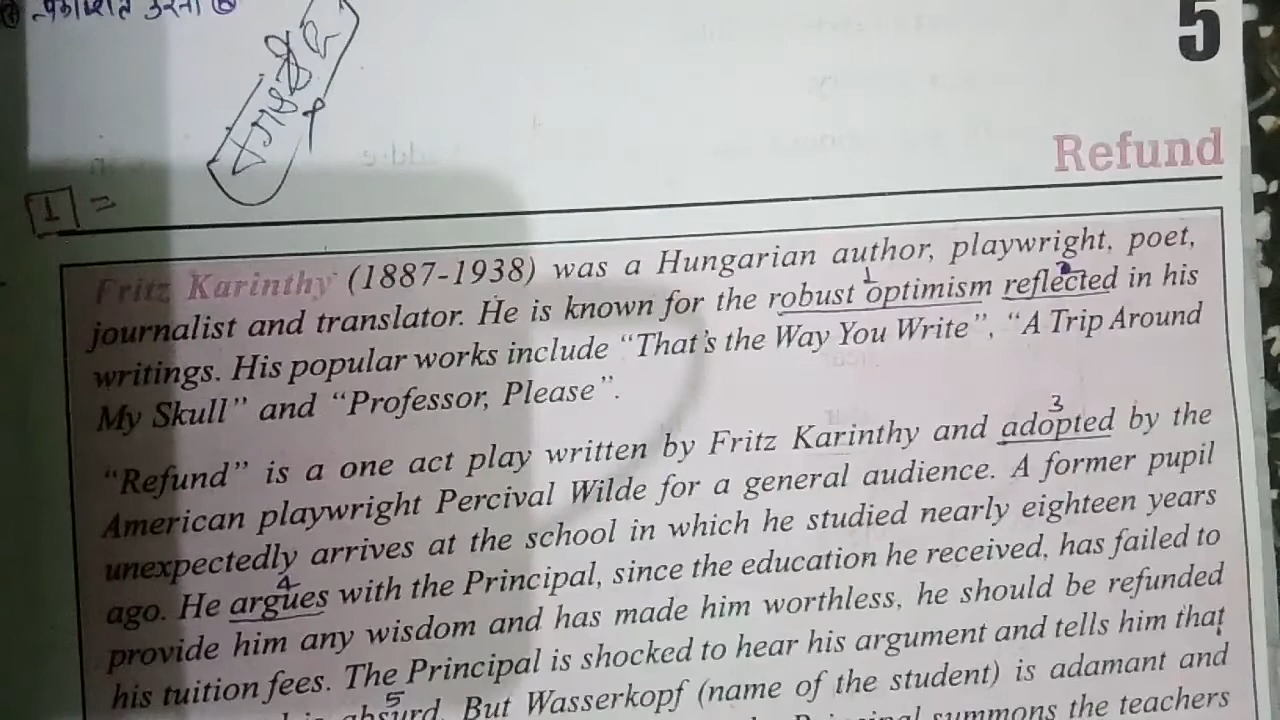 5
Refund
1 =
Fritz Karinthy (1887-1938) was a Hungarian author, playwright, poet,
1 2
journalist and translator. He is known for the robust optimism reflected in his
writings. His popular works include “That's the Way You Write”, “A Trip Around
My Skull” and “Professor, Please”.
3
“Refund” is a one act play written by Fritz Karinthy and adopted by the
American playwright Percival Wilde for a general audience. A former pupil
unexpectedly arrives at the school in which he studied nearly eighteen years
4
ago. He argues with the Principal, since the education he received, has failed to
provide him any wisdom and has made him worthless, he should be refunded
his tuition fees. The Principal is shocked to hear his argument and tells him that
5
absurd. But Wasserkopf (name of the student) is adamant and
summons the teachers